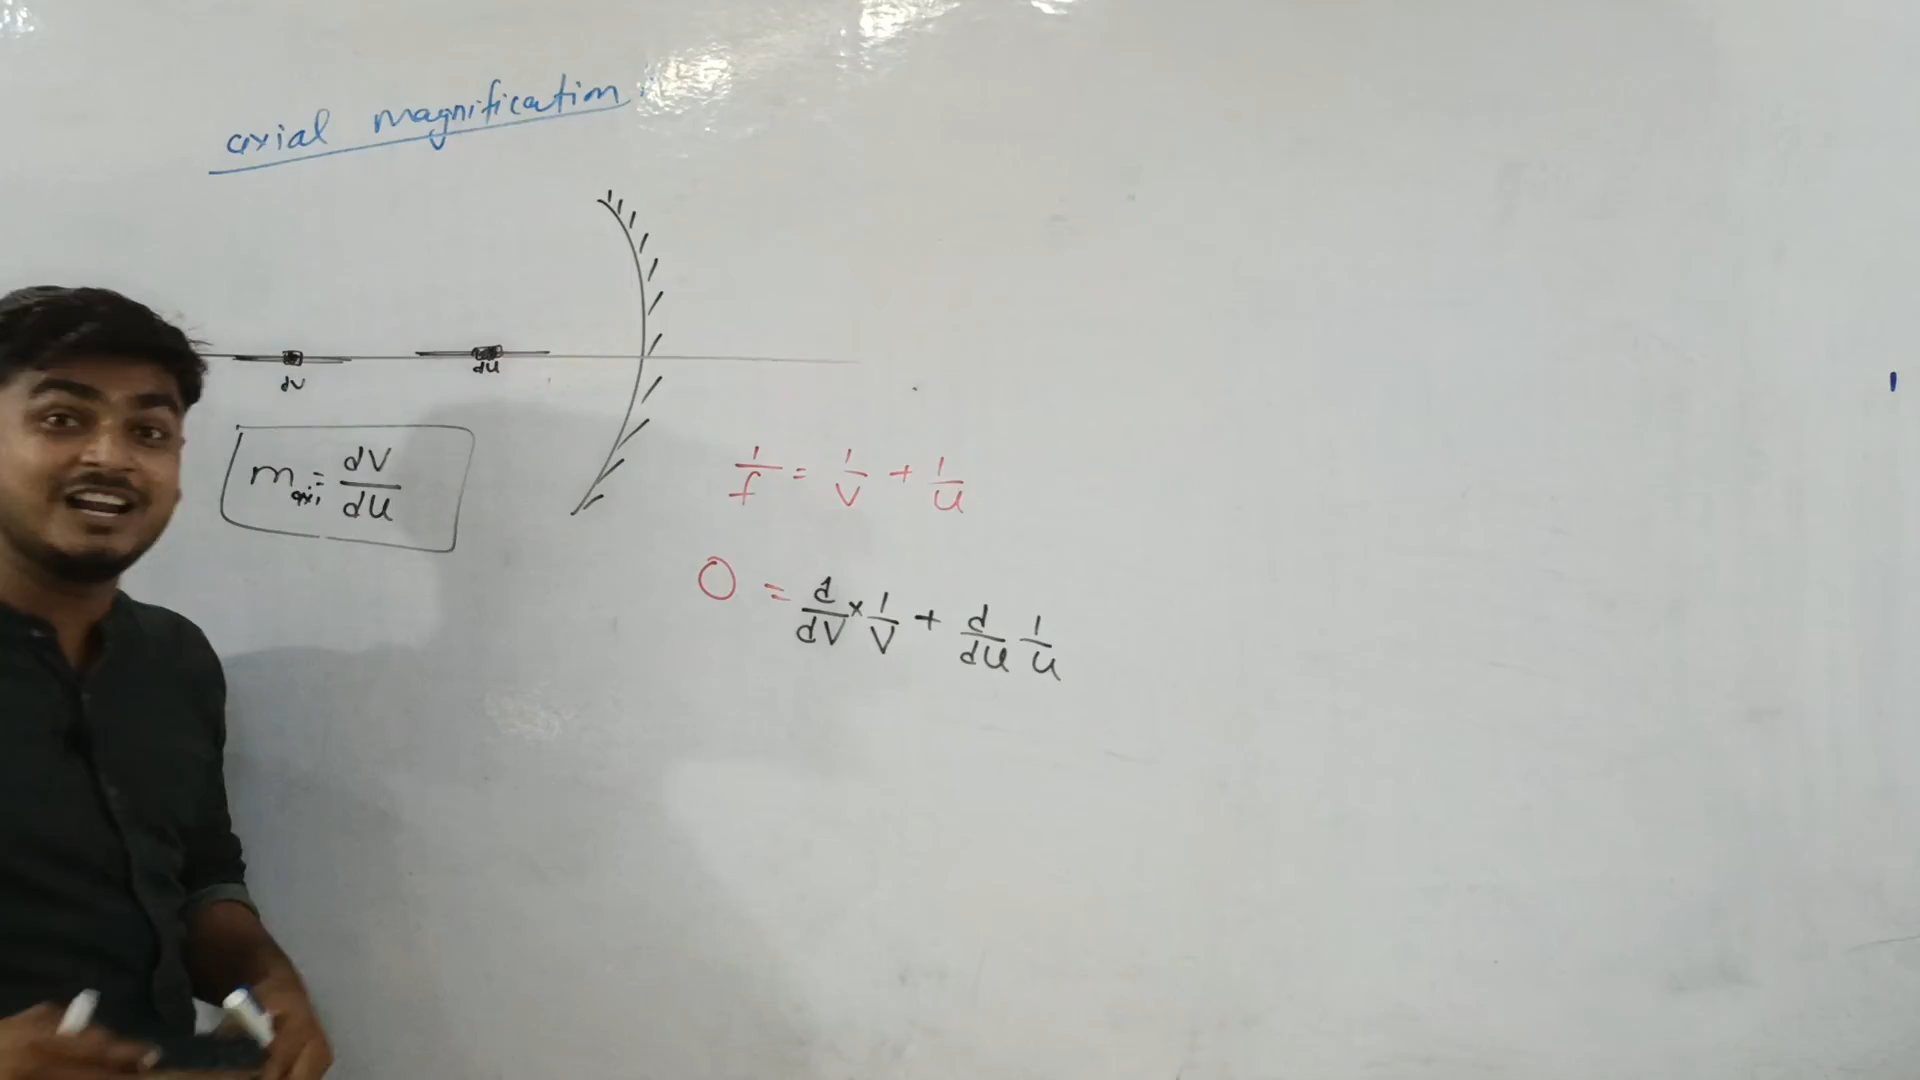 axial magnification :
dV
dU
m_axi = dV/dU
1/f = 1/V + 1/U
0 = d/dV × 1/V + d/dU 1/U